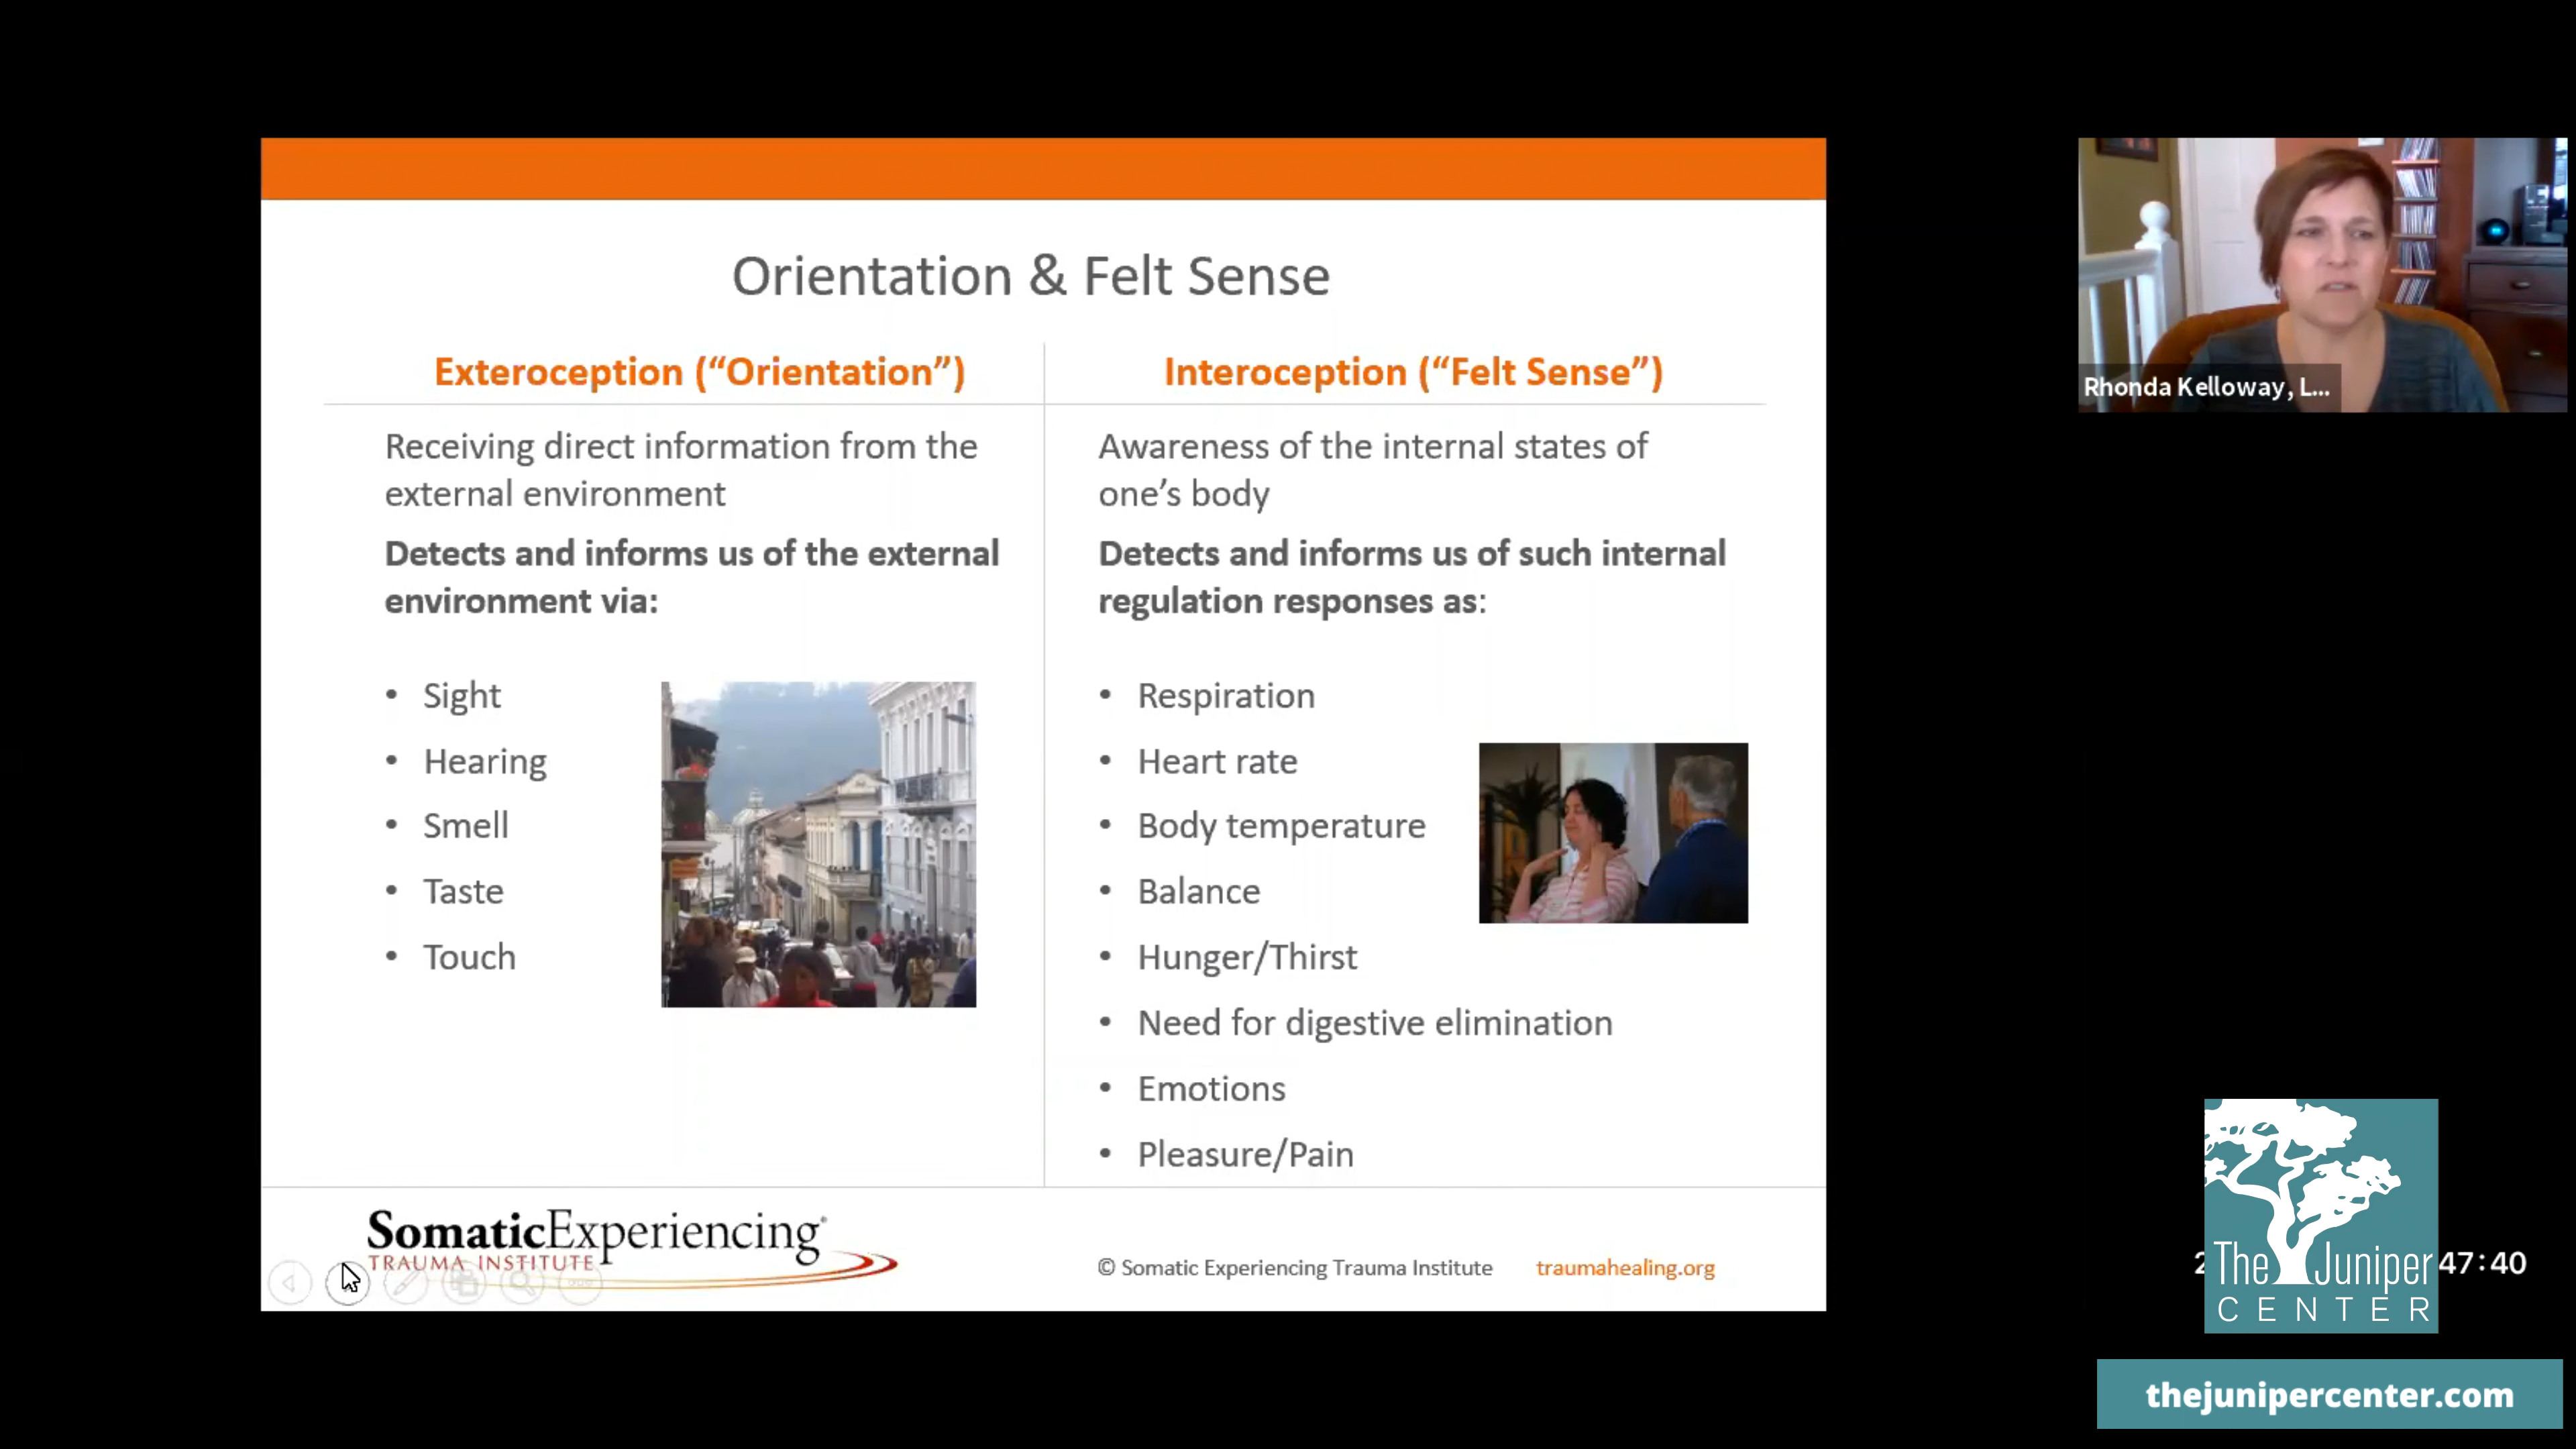 Orientation & Felt Sense
Exteroception (“Orientation”)
Receiving direct information from the
external environment
Detects and informs us of the external
environment via:
• Sight
• Hearing
• Smell
• Taste
• Touch
Interoception (“Felt Sense”)
Awareness of the internal states of
one’s body
Detects and informs us of such internal
regulation responses as:
• Respiration
• Heart rate
• Body temperature
• Balance
• Hunger/Thirst
• Need for digestive elimination
• Emotions
• Pleasure/Pain
SomaticExperiencing®
TRAUMA INSTITUTE
© Somatic Experiencing Trauma Institute traumahealing.org
Rhonda Kelloway, L...
The Juniper
CENTER
47:40
thejunipercenter.com